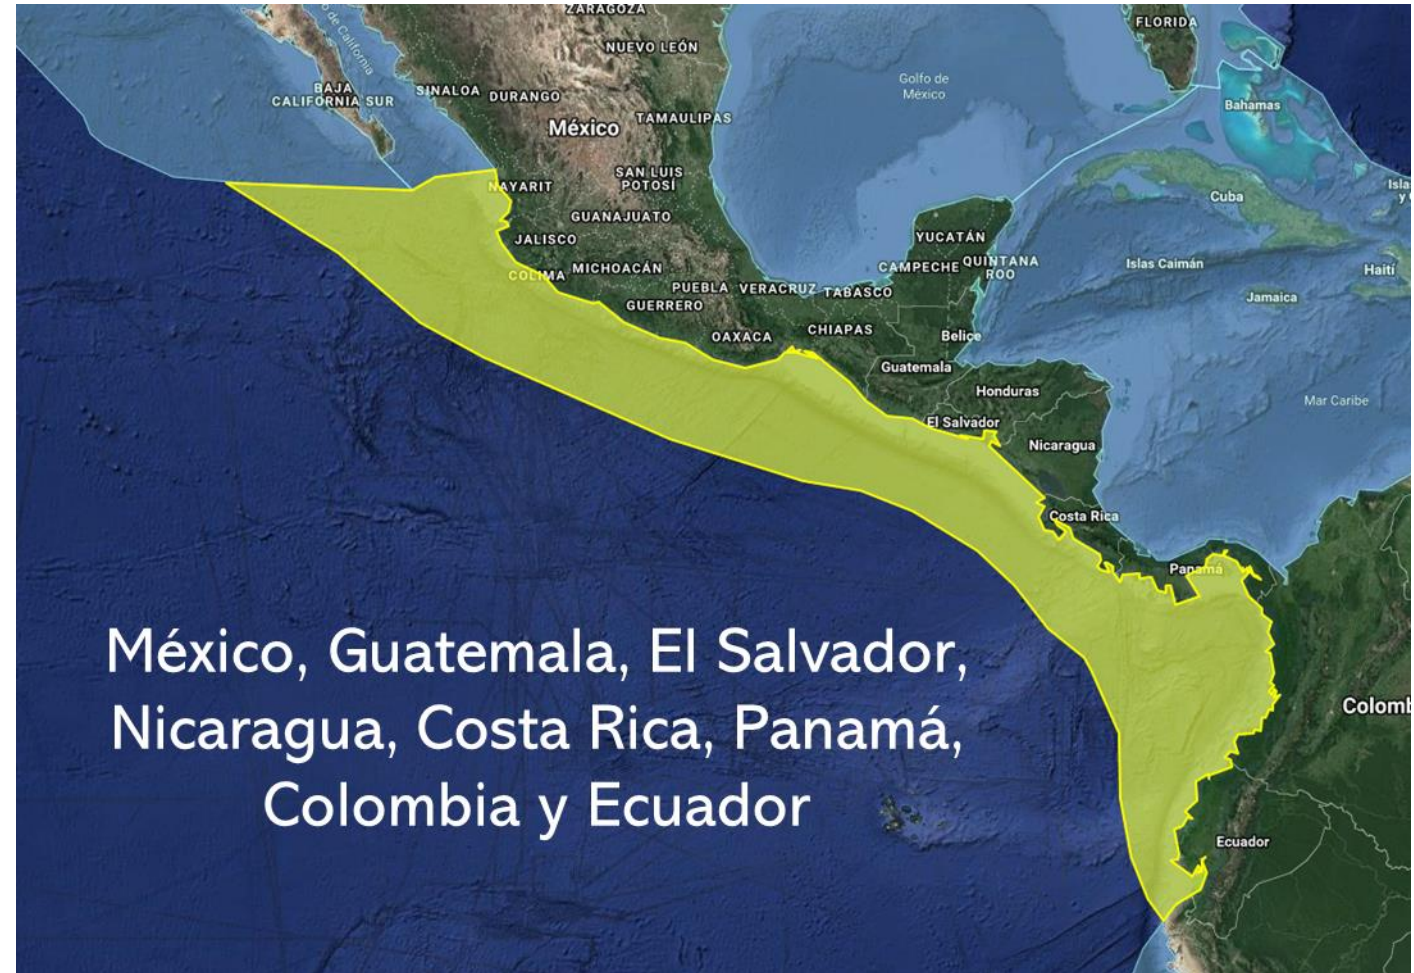 ZARAGOZA
FLORIDA
NUEVO LEÓN
o de California
Golfo de
México
BAJA
CALIFORNIA SUR
SINALOA
DURANGO
Bahamas
México
TAMAULIPAS
SAN LUIS
POTOSÍ
NAYARIT
Cuba
GUANAJUATO
JALISCO
YUCATÁN
COLIMA
MICHOACÁN
CAMPECHE
QUINTANA
ROO
Islas Caimán
Haití
PUEBLA
VERACRUZ
TABASCO
Jamaica
GUERRERO
OAXACA
CHIAPAS
Belice
Guatemala
Honduras
Mar Caribe
El Salvador
Nicaragua
Costa Rica
Panamá
México, Guatemala, El Salvador,
Nicaragua, Costa Rica, Panamá,
Colombia y Ecuador
Colomb
Ecuador